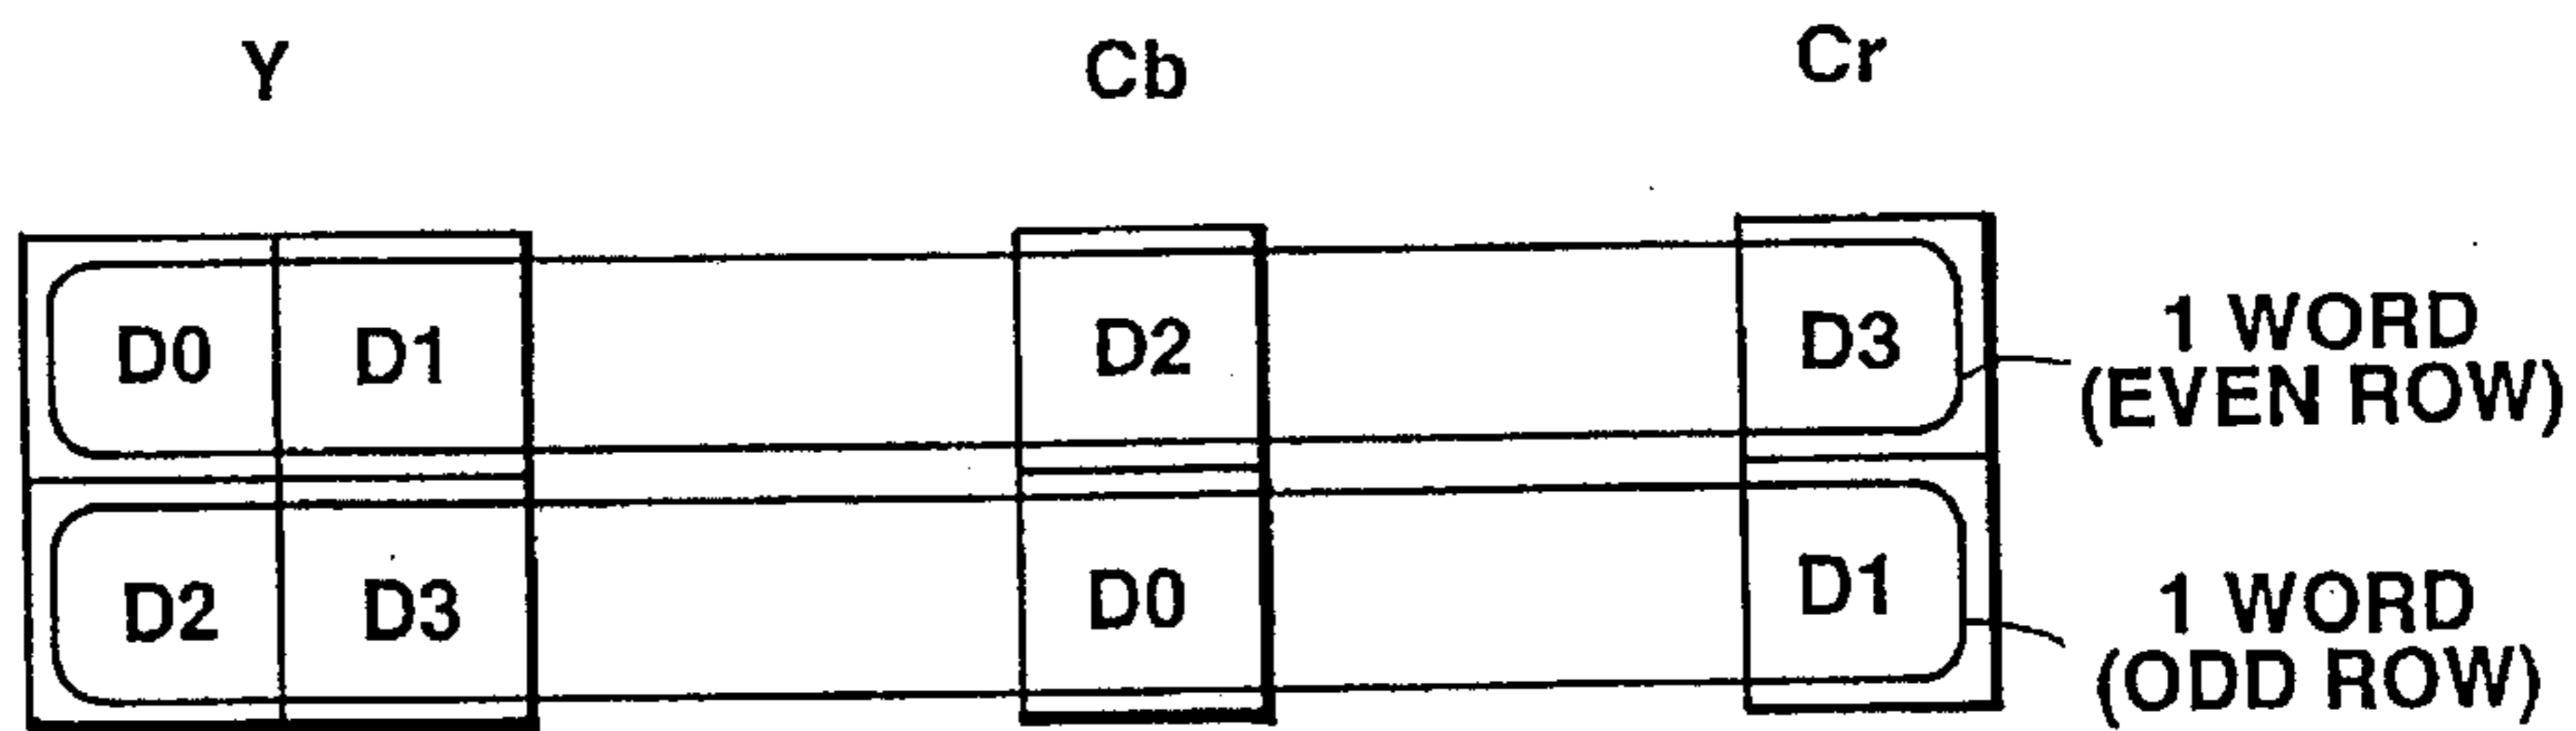 Y Cb Cr
D0 D1 D2 D3 1 WORD
(EVEN ROW)
D2 D3 D0 D1 1 WORD
(ODD ROW)